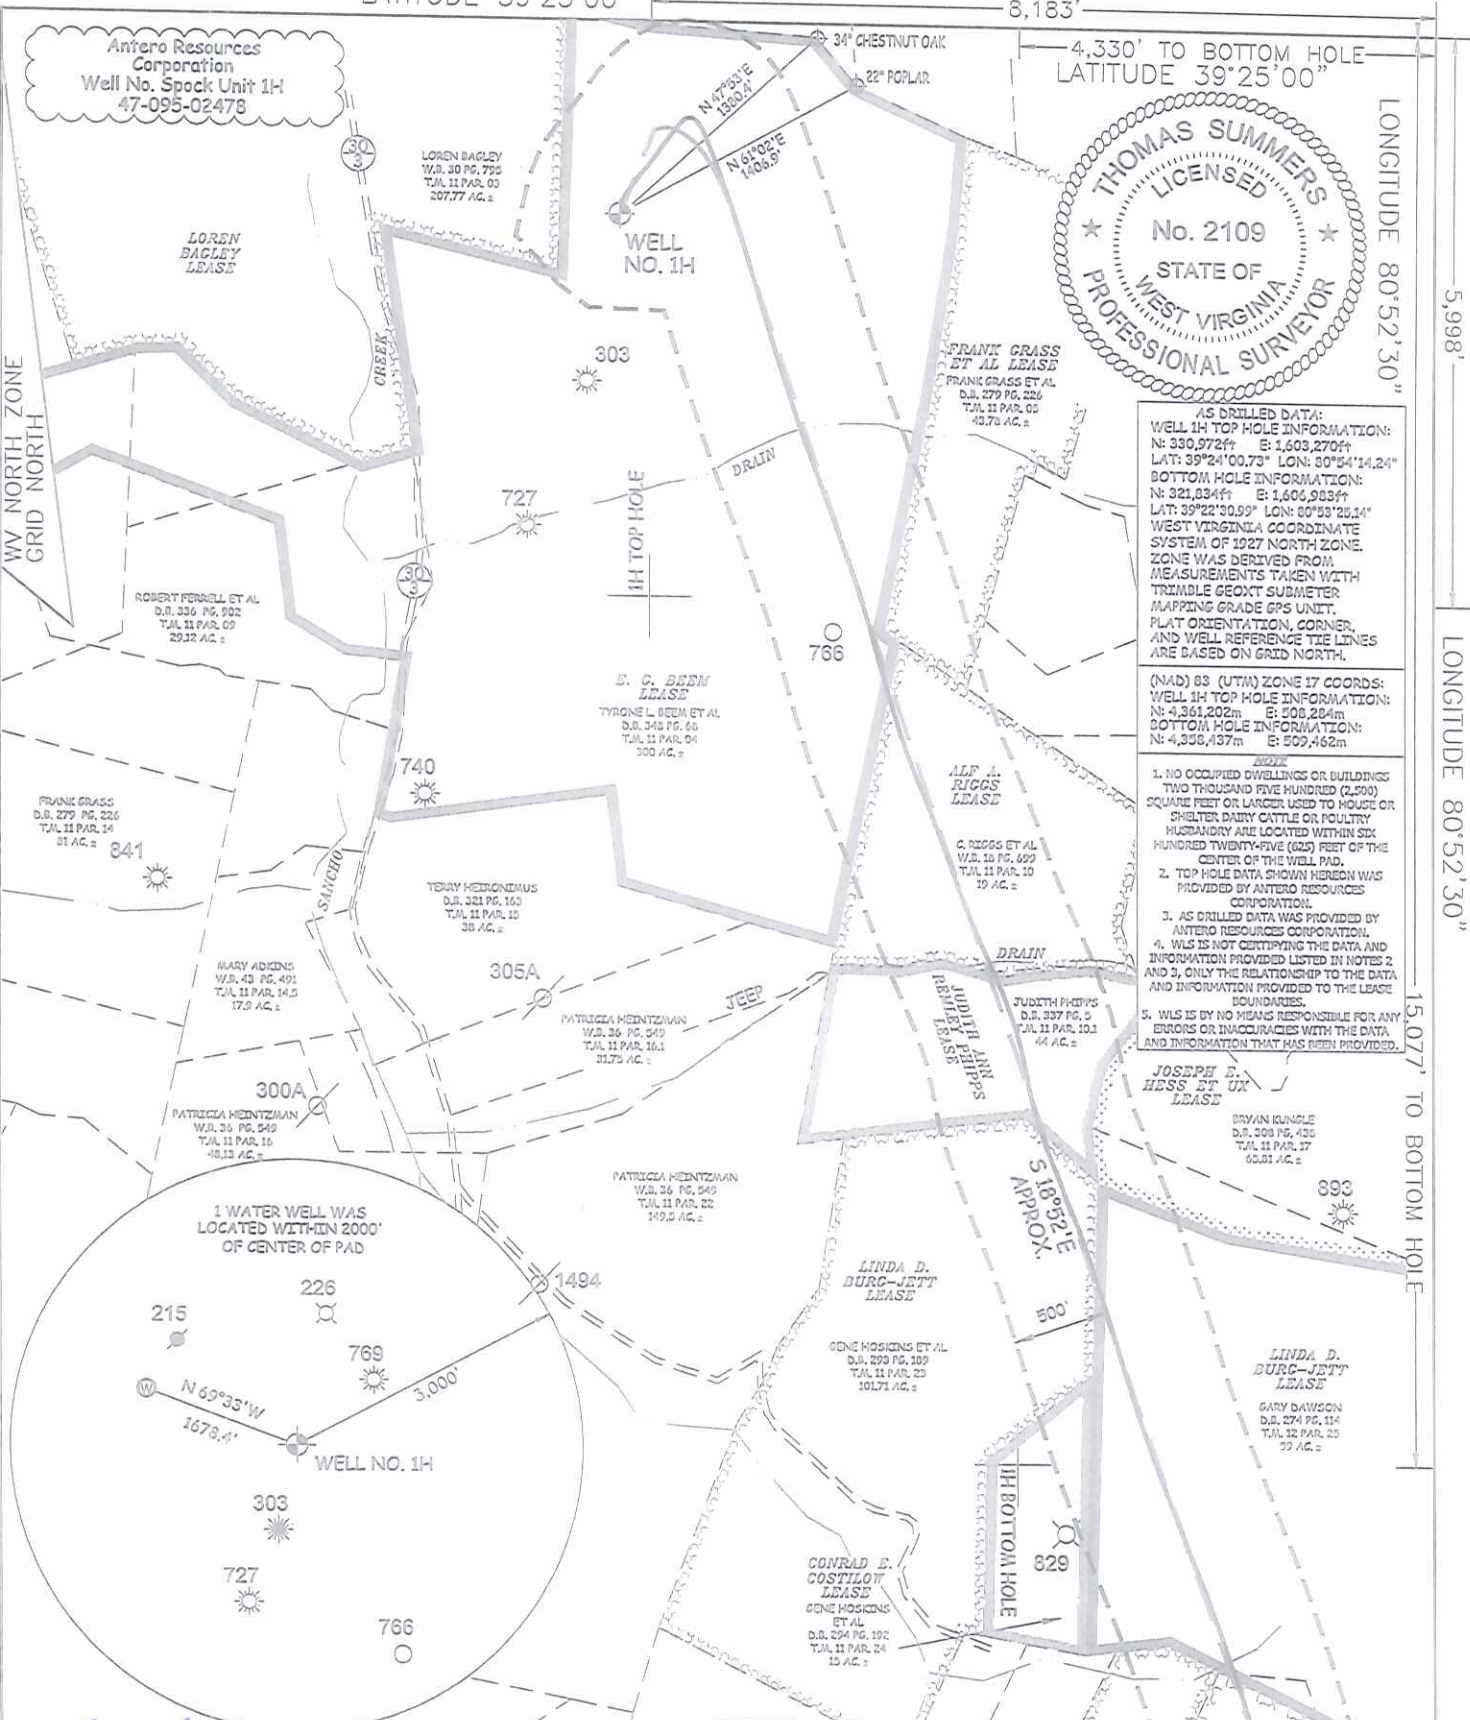 LATITUDE 39°25'00"
8,183'
4,330' TO BOTTOM HOLE
LATITUDE 39°25'00"
Antero Resources
Corporation
Well No. Spock Unit 1H
47-095-02478
34" CHESTNUT OAK
22" POPLAR
N 47°53'E
1380.4'
N 61°02'E
1406.9'
WELL
NO. 1H
30
3
LOREN BAGLEY
W.B. 30 PG. 795
T.M. 11 PAR. 03
207.77 AC. ±
LOREN
BAGLEY
LEASE
CREEK
THOMAS SUMMERS
LICENSED
No. 2109
STATE OF
WEST VIRGINIA
PROFESSIONAL SURVEYOR
LONGITUDE 80°52'30"
5,998'
LONGITUDE 80°52'30"
15,077' TO BOTTOM HOLE
WV NORTH ZONE
GRID NORTH
303
FRANK GRASS
ET AL LEASE
FRANK GRASS ET AL
D.B. 279 PG. 226
T.M. 11 PAR. 05
43.78 AC. ±
DRAIN
727
1H TOP HOLE
30
3
ROBERT FERRELL ET AL
D.B. 336 PG. 902
T.M. 11 PAR. 09
29.12 AC. ±
766
E. G. BEEM
LEASE
TYRONE L. BEEM ET AL
D.B. 348 PG. 68
T.M. 11 PAR. 04
300 AC. ±
740
AS DRILLED DATA:
WELL 1H TOP HOLE INFORMATION:
N: 330,972ft E: 1,603,270ft
LAT: 39°24'00.73" LON: 80°54'14.24"
BOTTOM HOLE INFORMATION:
N: 321,834ft E: 1,606,983ft
LAT: 39°22'30.99" LON: 80°53'25.14"
WEST VIRGINIA COORDINATE
SYSTEM OF 1927 NORTH ZONE.
ZONE WAS DERIVED FROM
MEASUREMENTS TAKEN WITH
TRIMBLE GEOXT SUBMETER
MAPPING GRADE GPS UNIT.
PLAT ORIENTATION, CORNER,
AND WELL REFERENCE TIE LINES
ARE BASED ON GRID NORTH.
(NAD) 83 (UTM) ZONE 17 COORDS:
WELL 1H TOP HOLE INFORMATION:
N: 4,361,202m E: 508,284m
BOTTOM HOLE INFORMATION:
N: 4,358,437m E: 509,462m
NOTE
1. NO OCCUPIED DWELLINGS OR BUILDINGS
TWO THOUSAND FIVE HUNDRED (2,500)
SQUARE FEET OR LARGER USED TO HOUSE OR
SHELTER DAIRY CATTLE OR POULTRY
HUSBANDRY ARE LOCATED WITHIN SIX
HUNDRED TWENTY-FIVE (625) FEET OF THE
CENTER OF THE WELL PAD.
2. TOP HOLE DATA SHOWN HEREON WAS
PROVIDED BY ANTERO RESOURCES
CORPORATION.
3. AS DRILLED DATA WAS PROVIDED BY
ANTERO RESOURCES CORPORATION.
4. WLS IS NOT CERTIFYING THE DATA AND
INFORMATION PROVIDED LISTED IN NOTES 2
AND 3, ONLY THE RELATIONSHIP TO THE DATA
AND INFORMATION PROVIDED TO THE LEASE
BOUNDARIES.
5. WLS IS BY NO MEANS RESPONSIBLE FOR ANY
ERRORS OR INACCURACIES WITH THE DATA
AND INFORMATION THAT HAS BEEN PROVIDED.
FRANK GRASS
D.B. 279 PG. 226
T.M. 11 PAR. 14
81 AC. ±
841
SANCHO
ALF A.
RIGGS
LEASE
C. RIGGS ET AL
W.B. 18 PG. 699
T.M. 11 PAR. 10
19 AC. ±
TERRY HEIRONIMUS
D.B. 321 PG. 163
T.M. 11 PAR. 15
38 AC. ±
MARY ADKINS
W.B. 43 PG. 491
T.M. 11 PAR. 14.5
17.9 AC. ±
305A
JEEP
DRAIN
JUDITH ANN
REMLEY PHIPPS
LEASE
JUDITH PHIPPS
D.B. 337 PG. 5
T.M. 11 PAR. 10.1
44 AC. ±
PATRICIA HEINTZMAN
W.B. 36 PG. 549
T.M. 11 PAR. 16.1
31.75 AC. ±
300A
PATRICIA HEINTZMAN
W.B. 36 PG. 549
T.M. 11 PAR. 16
48.13 AC. ±
JOSEPH E.
HESS ET UX
LEASE
BRYAN KUNGLE
D.B. 308 PG. 438
T.M. 11 PAR. 17
65.81 AC. ±
893
PATRICIA HEINTZMAN
W.B. 36 PG. 549
T.M. 11 PAR. 22
149.5 AC. ±
S 18°52'E
APPROX.
1 WATER WELL WAS
LOCATED WITHIN 2000'
OF CENTER OF PAD
226
215
769
W
N 69°33'W
1678.4'
3,000'
WELL NO. 1H
303
727
766
1494
LINDA D.
BURG-JETT
LEASE
GENE HOSKINS ET AL
D.B. 293 PG. 189
T.M. 11 PAR. 23
101.71 AC. ±
500'
LINDA D.
BURG-JETT
LEASE
GARY DAWSON
D.B. 274 PG. 114
T.M. 12 PAR. 25
59 AC. ±
1H BOTTOM HOLE
829
CONRAD E.
COSTILOW
LEASE
GENE HOSKINS
ET AL
D.B. 294 PG. 192
T.M. 11 PAR. 24
15 AC. ±